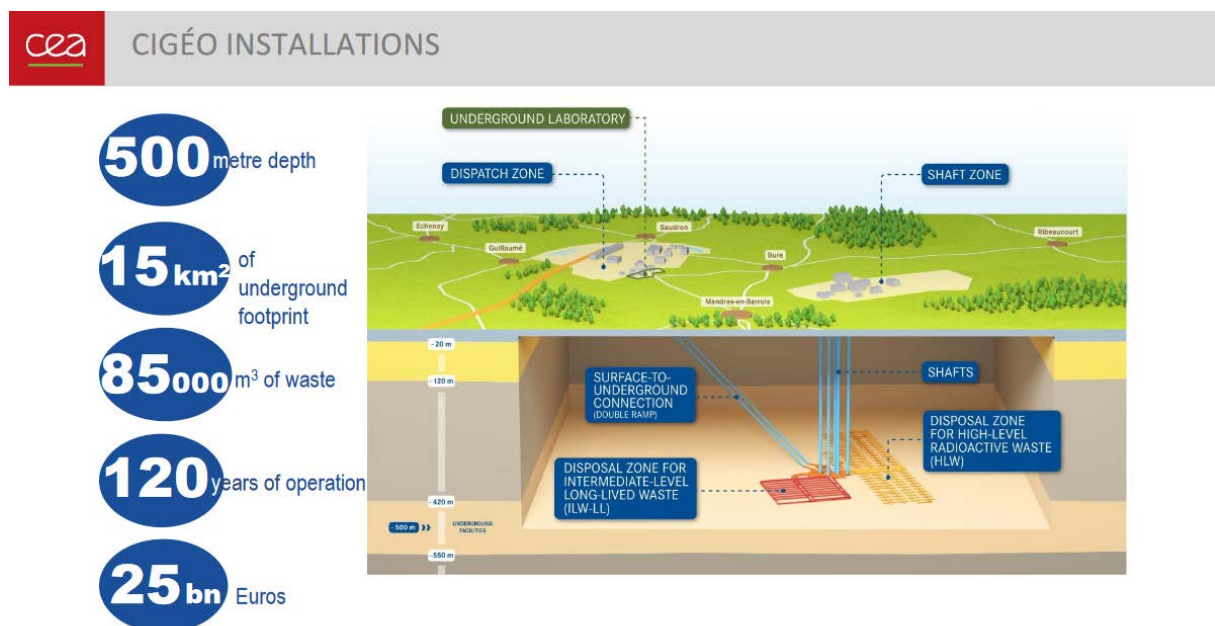 cea
CIGÉO INSTALLATIONS
500 metre depth
15 km² of
underground
footprint
85000 m³ of waste
120 years of operation
25 bn Euros
UNDERGROUND LABORATORY
DISPATCH ZONE
SHAFT ZONE
Echenay
Saudron
Ribeaucourt
Guillaumé
Bure
Mandres-en-Barrois
- 20 m
- 120 m
SURFACE-TO-
UNDERGROUND
CONNECTION
(DOUBLE RAMP)
SHAFTS
DISPOSAL ZONE
FOR HIGH-LEVEL
RADIOACTIVE WASTE
(HLW)
DISPOSAL ZONE FOR
INTERMEDIATE-LEVEL
LONG-LIVED WASTE
(ILW-LL)
- 420 m
- 500 m
UNDERGROUND
FACILITIES
- 550 m